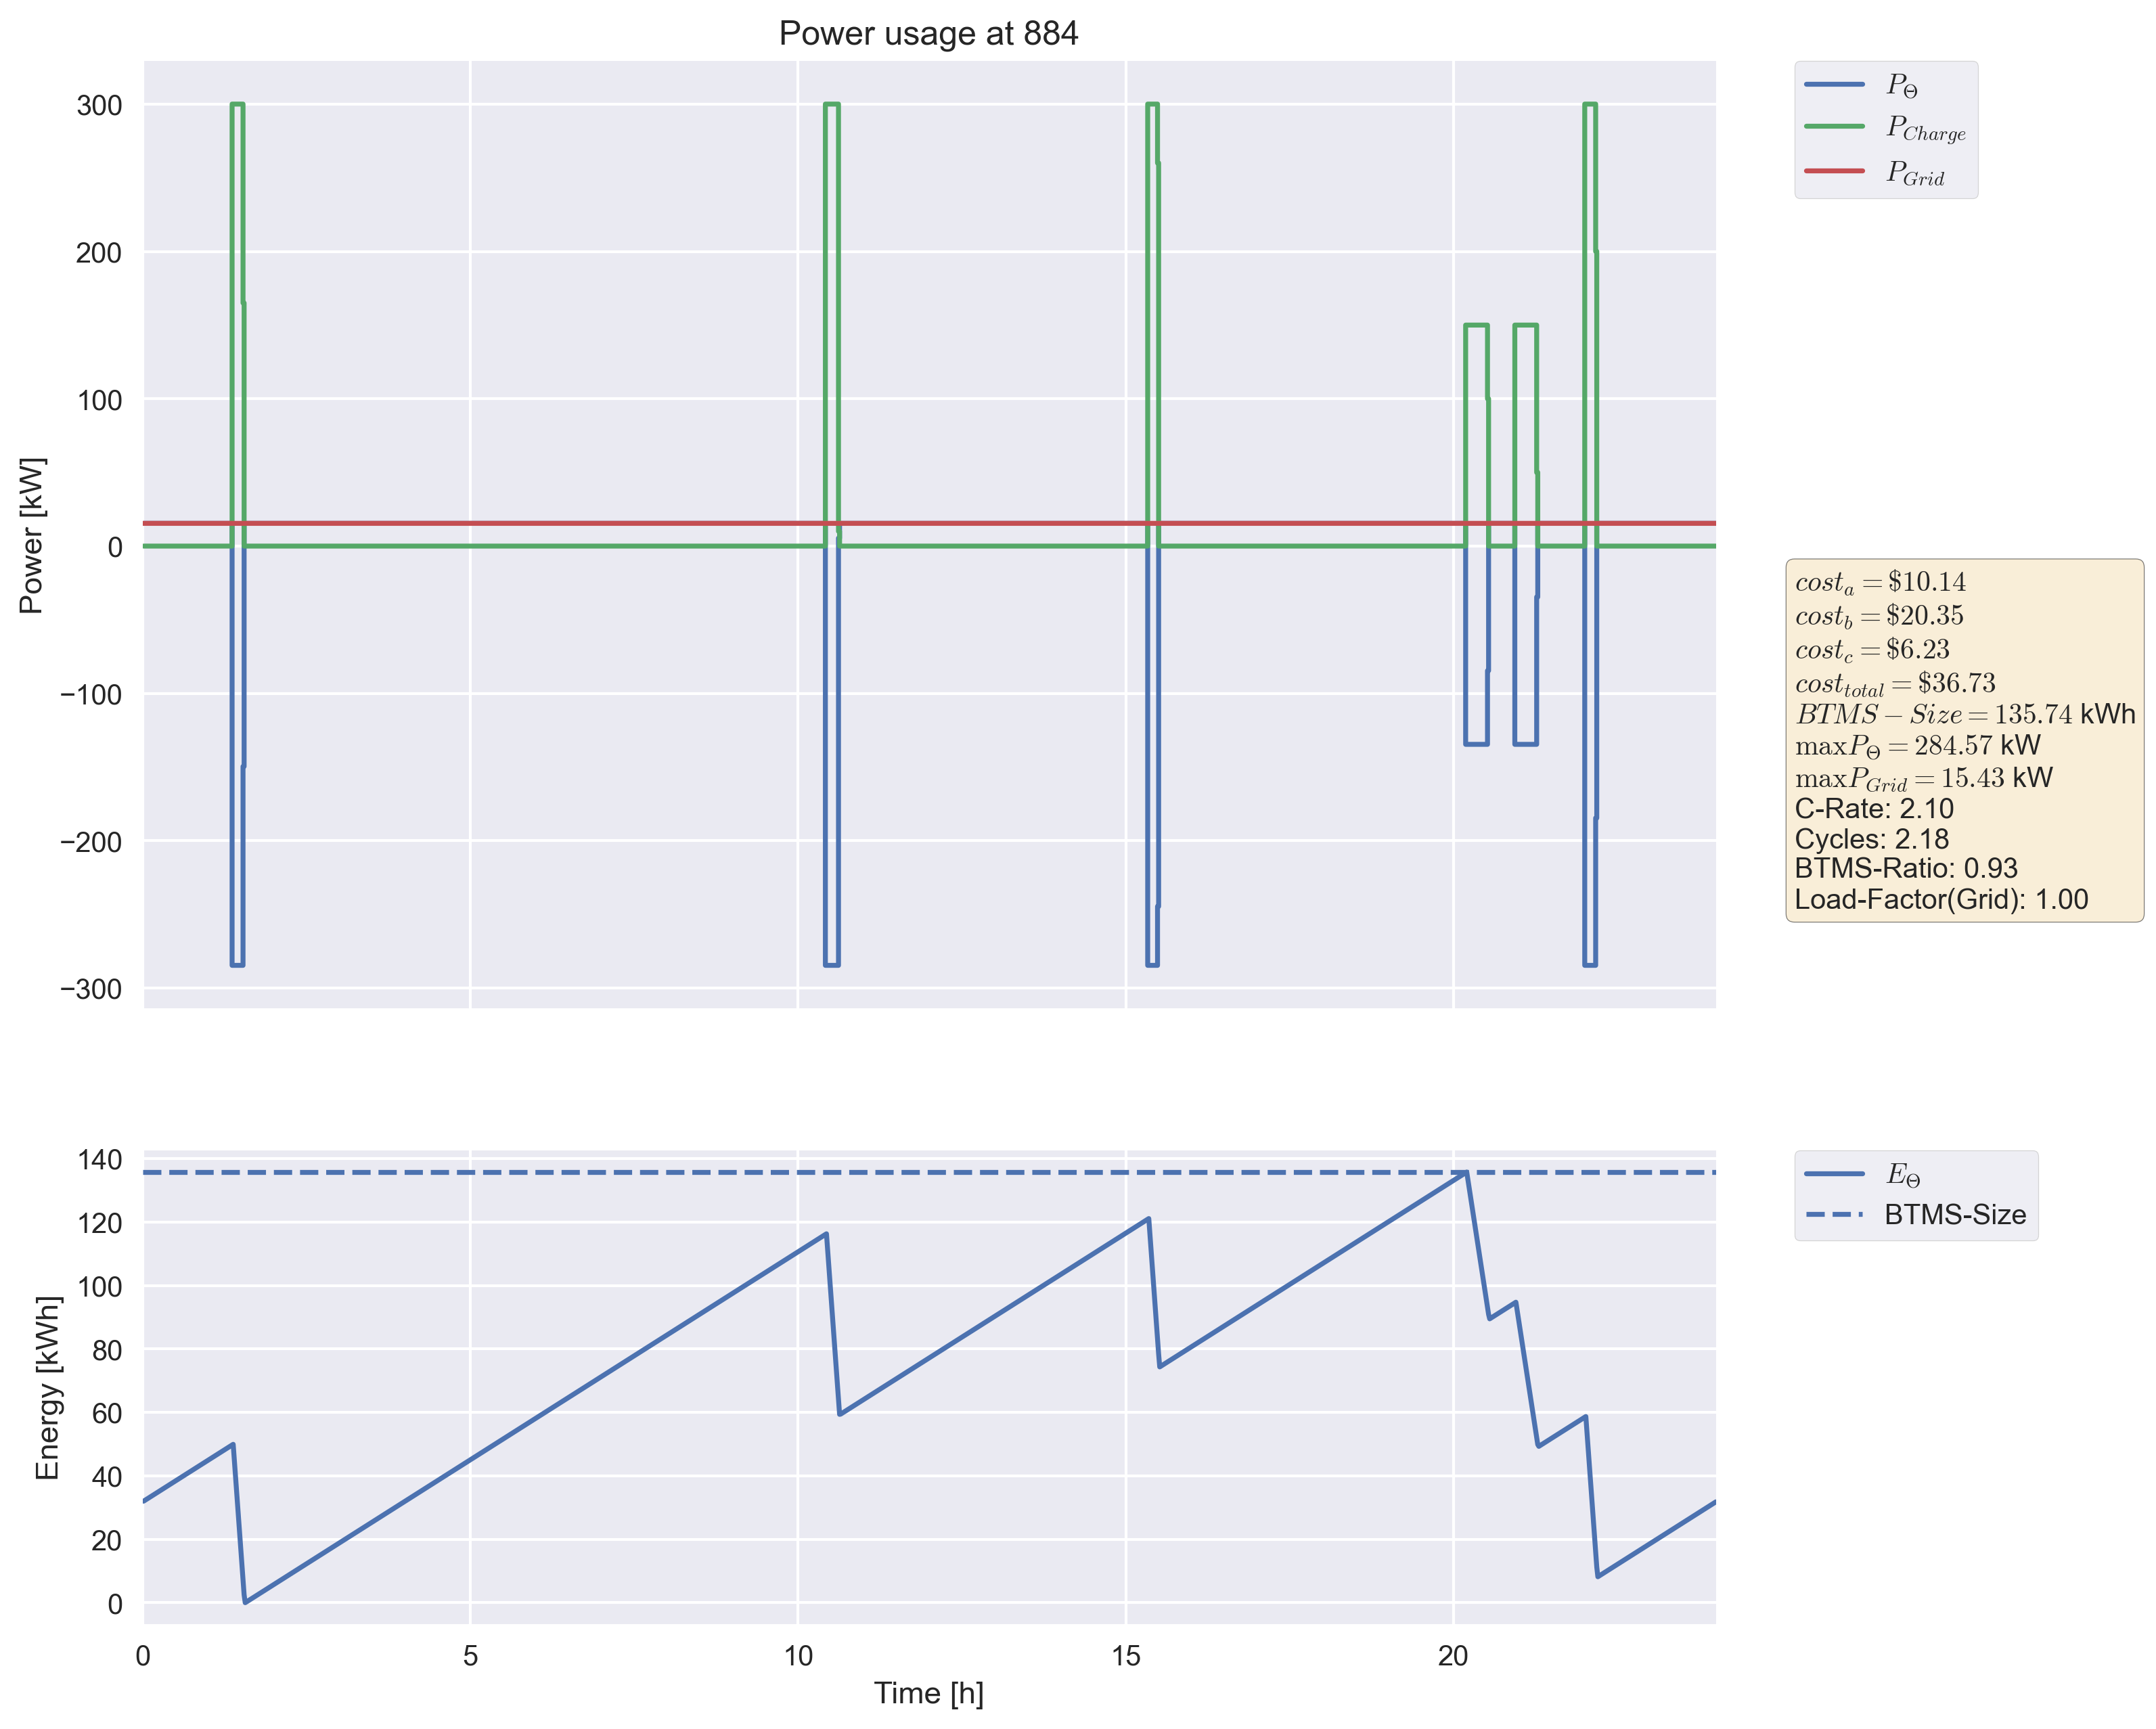 Power usage at 884
300
200
100
0
−100
−200
−300
Power [kW]
P_Θ
P_Charge
P_Grid
cost_a = $10.14
cost_b = $20.35
cost_c = $6.23
cost_total = $36.73
BTMS − Size = 135.74 kWh
max P_Θ = 284.57 kW
max P_Grid = 15.43 kW
C-Rate: 2.10
Cycles: 2.18
BTMS-Ratio: 0.93
Load-Factor(Grid): 1.00
140
120
100
80
60
40
20
0
Energy [kWh]
E_Θ
BTMS-Size
0 5 10 15 20
Time [h]